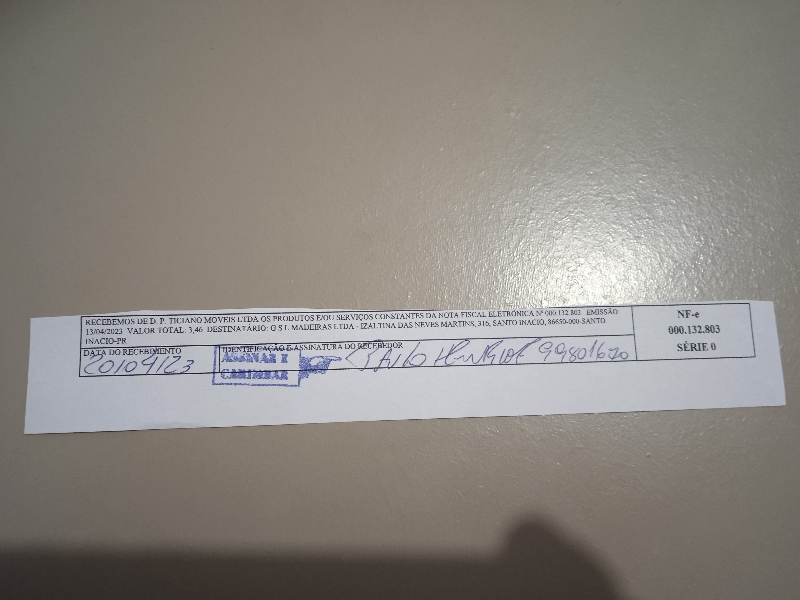 RECEBEMOS DE D. P. TICIANO MOVEIS LTDA OS PRODUTOS E/OU SERVIÇOS CONSTANTES DA NOTA FISCAL ELETRÔNICA Nº 000.132.803 EMISSÃO:
13/04/2023 VALOR TOTAL: 3,46 DESTINATÁRIO: G S L MADEIRAS LTDA - IZALTINA DAS NEVES MARTINS, 316, SANTO INACIO, 86650-000-SANTO
INACIO-PR
DATA DO RECEBIMENTO
20/04/23
IDENTIFICAÇÃO E ASSINATURA DO RECEBEDOR
ASSINAR E
CARIMBAR
NF-e
000.132.803
SÉRIE 0